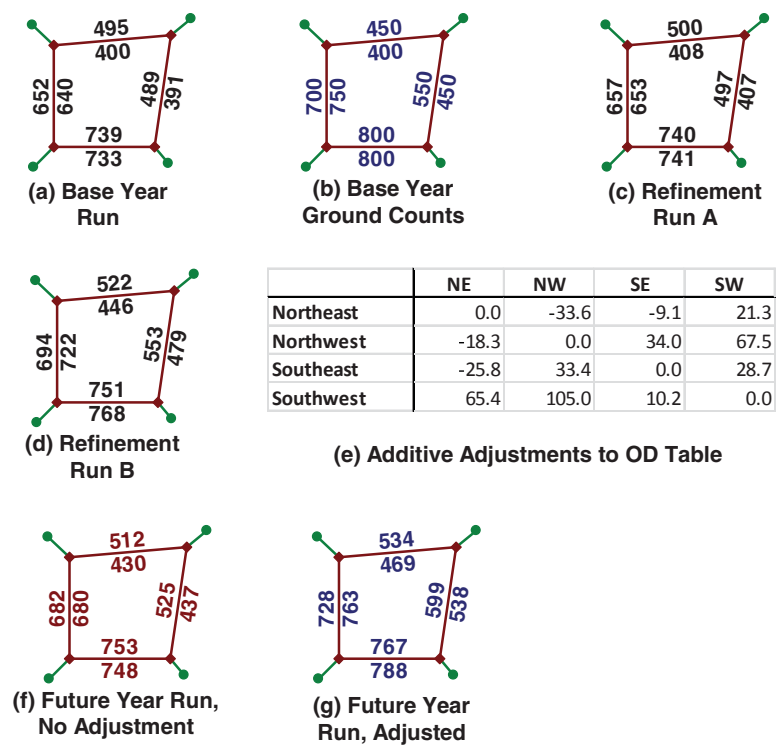 495
400
652
640
489
391
739
733
(a) Base Year
Run
450
400
700
750
550
450
800
800
(b) Base Year
Ground Counts
500
408
657
653
497
407
740
741
(c) Refinement
Run A
522
446
694
722
553
479
751
768
(d) Refinement
Run B
NE NW SE SW
Northeast 0.0 -33.6 -9.1 21.3
Northwest -18.3 0.0 34.0 67.5
Southeast -25.8 33.4 0.0 28.7
Southwest 65.4 105.0 10.2 0.0
(e) Additive Adjustments to OD Table
512
430
682
680
525
437
753
748
(f) Future Year Run,
No Adjustment
534
469
728
763
599
538
767
788
(g) Future Year
Run, Adjusted